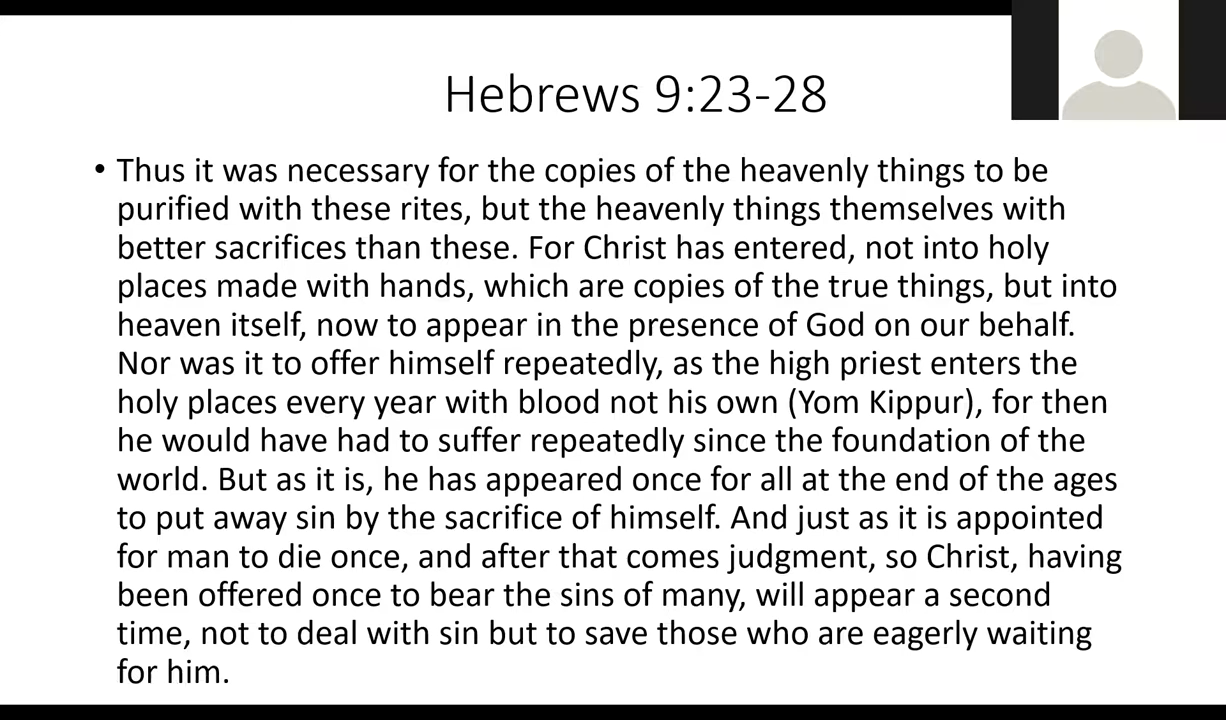 Hebrews 9:23-28
• Thus it was necessary for the copies of the heavenly things to be
purified with these rites, but the heavenly things themselves with
better sacrifices than these. For Christ has entered, not into holy
places made with hands, which are copies of the true things, but into
heaven itself, now to appear in the presence of God on our behalf.
Nor was it to offer himself repeatedly, as the high priest enters the
holy places every year with blood not his own (Yom Kippur), for then
he would have had to suffer repeatedly since the foundation of the
world. But as it is, he has appeared once for all at the end of the ages
to put away sin by the sacrifice of himself. And just as it is appointed
for man to die once, and after that comes judgment, so Christ, having
been offered once to bear the sins of many, will appear a second
time, not to deal with sin but to save those who are eagerly waiting
for him.